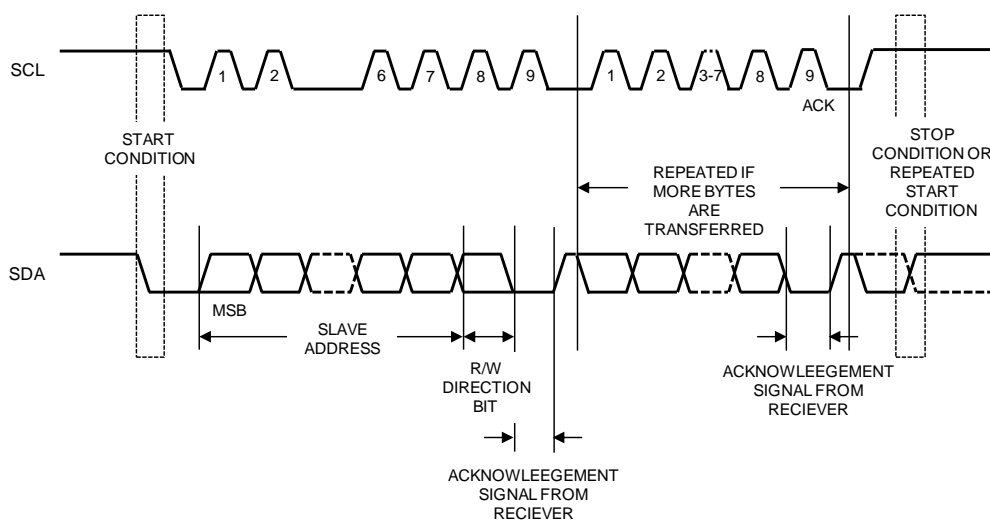 SCL
1
2
6
7
8
9
1
2
3-7
8
9
ACK
START
CONDITION
REPEATED IF
MORE BYTES
ARE
TRANSFERRED
STOP
CONDITION OR
REPEATED
START
CONDITION
SDA
MSB
SLAVE
ADDRESS
R/W
DIRECTION
BIT
ACKNOWLEEGEMENT
SIGNAL FROM
RECIEVER
ACKNOWLEEGEMENT
SIGNAL FROM
RECIEVER